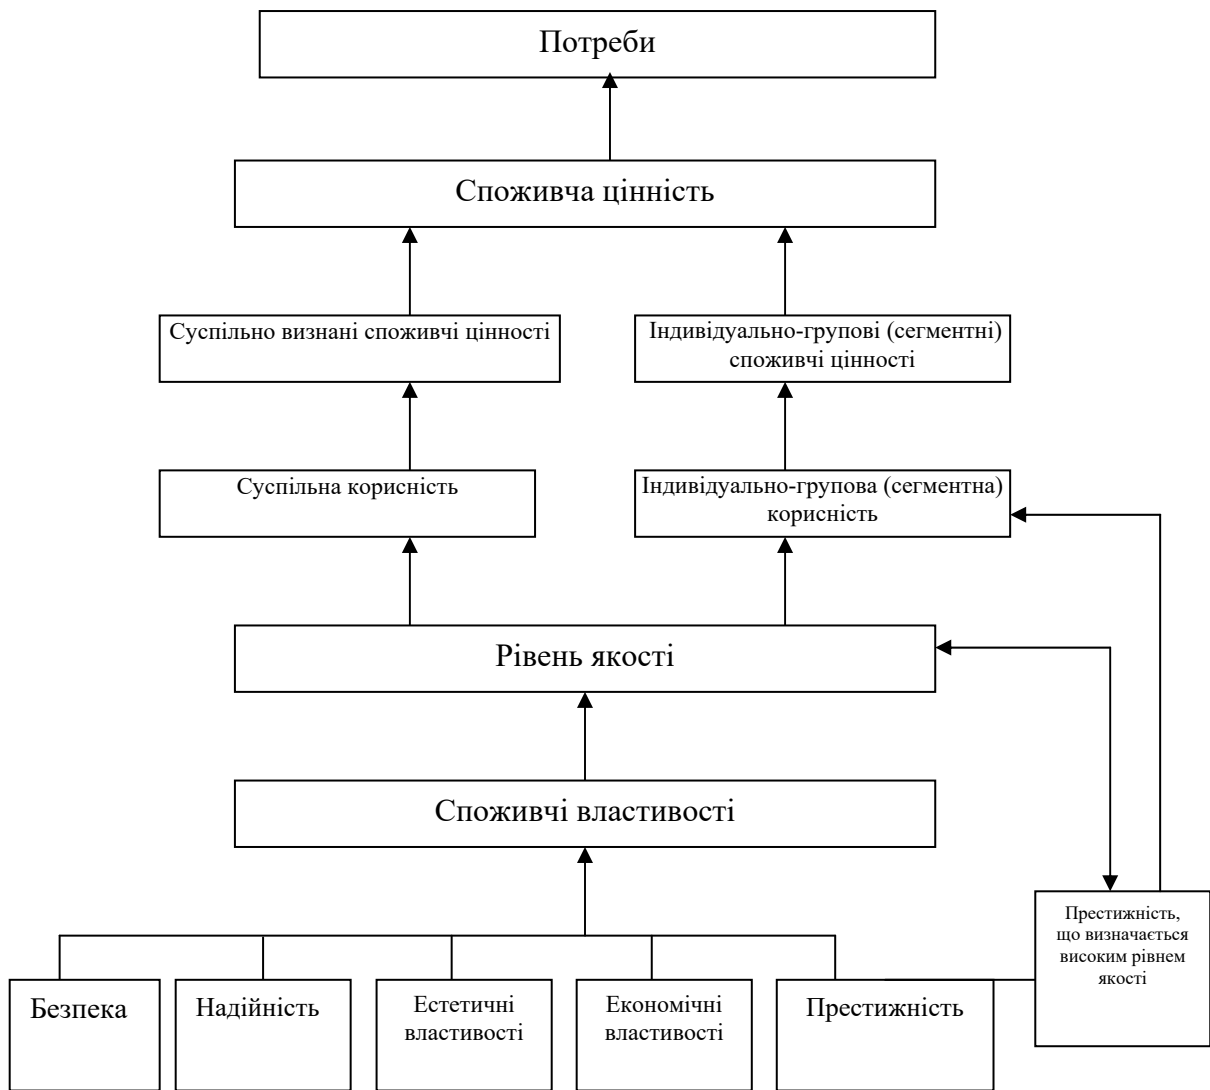 Потреби
Споживча цінність
Суспільно визнані споживчі цінності
Індивідуально-групові (сегментні)
споживчі цінності
Суспільна корисність
Індивідуально-групова (сегментна)
корисність
Рівень якості
Споживчі властивості
Престижність,
що визначається
високим рівнем
якості
Безпека
Надійність
Естетичні
властивості
Економічні
властивості
Престижність